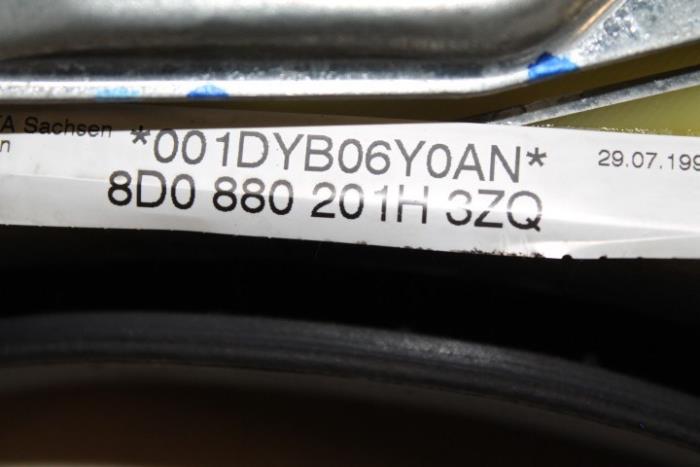 A Sachsen
n
*001DYB06Y0AN*
29.07.199
8D0 880 201H 3ZQ